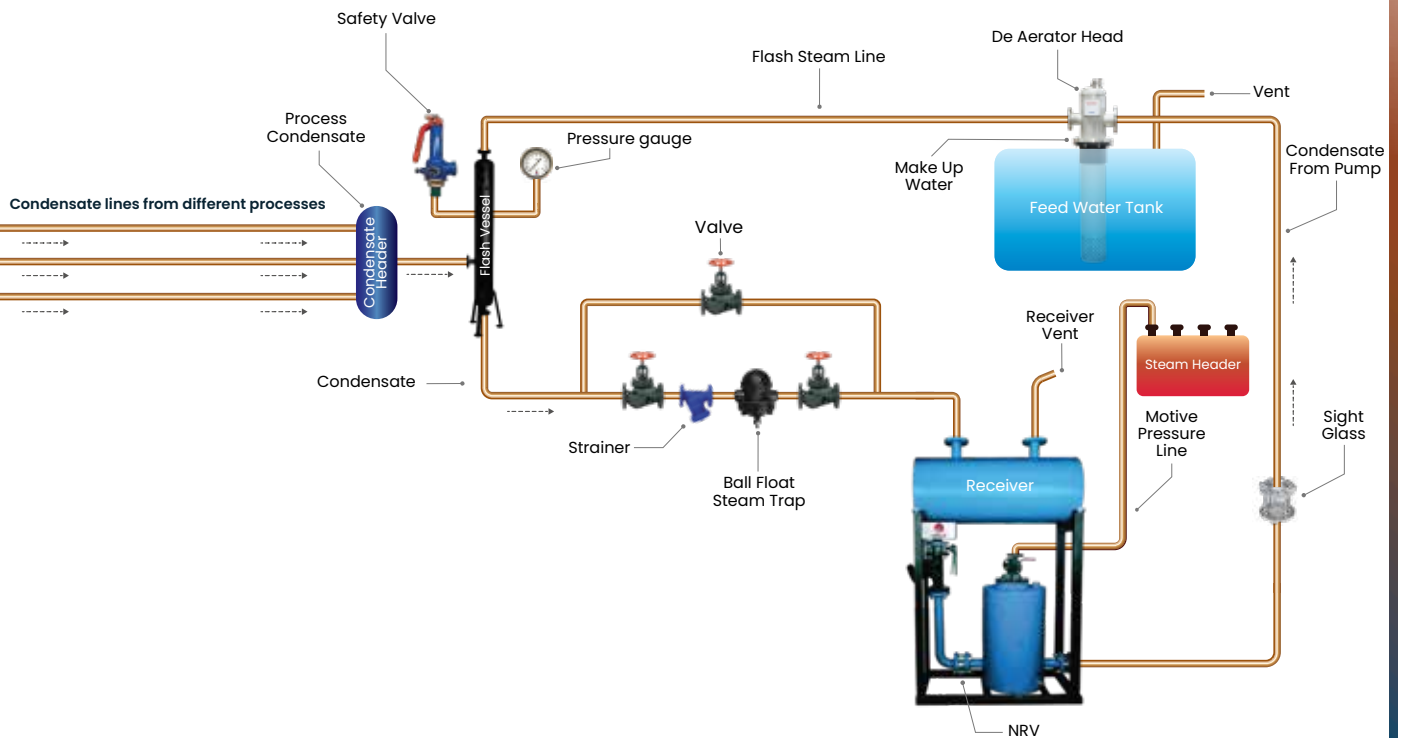 Safety Valve
De Aerator Head
Flash Steam Line
Vent
Process
Condensate
Pressure gauge
Condensate
From Pump
Make Up
Water
Condensate lines from different processes
Feed Water Tank
Condensate
Header
Flash Vessel
Valve
Receiver
Vent
Steam Header
Condensate
Motive
Pressure
Line
Sight
Glass
Strainer
Ball Float
Steam Trap
Receiver
NRV